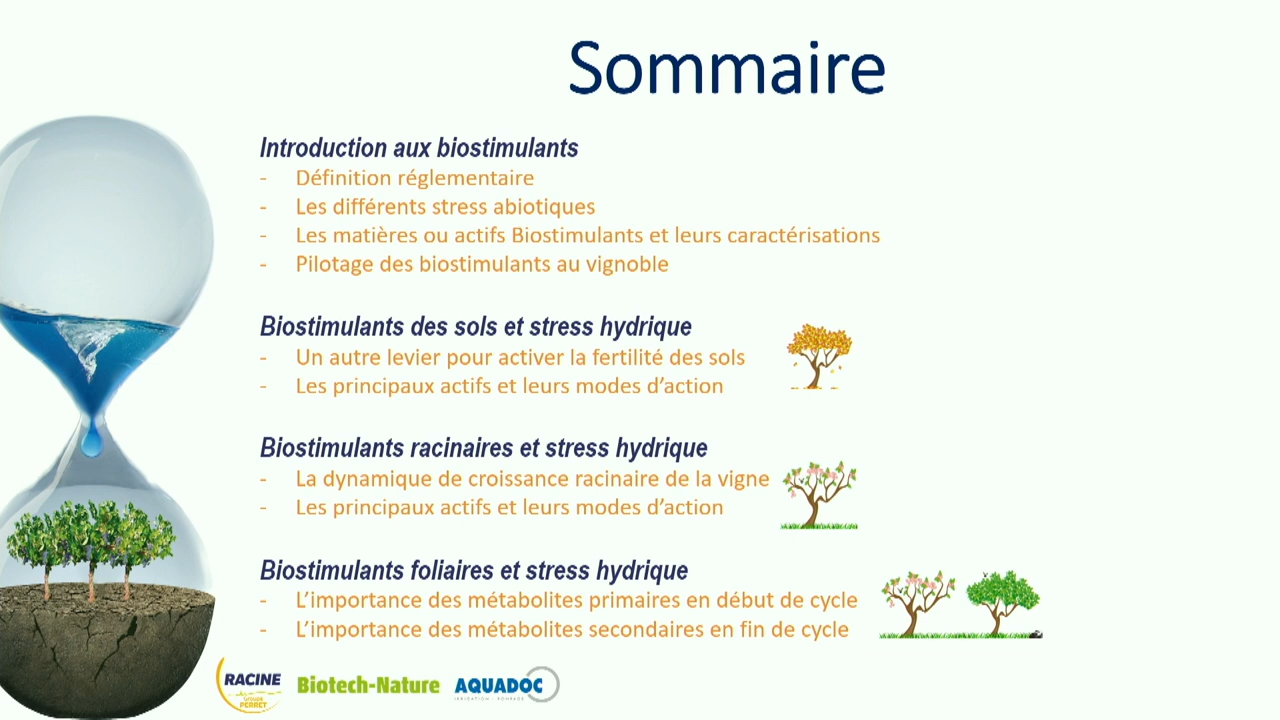 Sommaire
Introduction aux biostimulants
- Définition réglementaire
- Les différents stress abiotiques
- Les matières ou actifs Biostimulants et leurs caractérisations
- Pilotage des biostimulants au vignoble
Biostimulants des sols et stress hydrique
- Un autre levier pour activer la fertilité des sols
- Les principaux actifs et leurs modes d’action
Biostimulants racinaires et stress hydrique
- La dynamique de croissance racinaire de la vigne
- Les principaux actifs et leurs modes d’action
Biostimulants foliaires et stress hydrique
- L’importance des métabolites primaires en début de cycle
- L’importance des métabolites secondaires en fin de cycle
RACINE
GROUPE
PERRET
Biotech-Nature
AQUADOC
IRRIGATION - POMPAGE